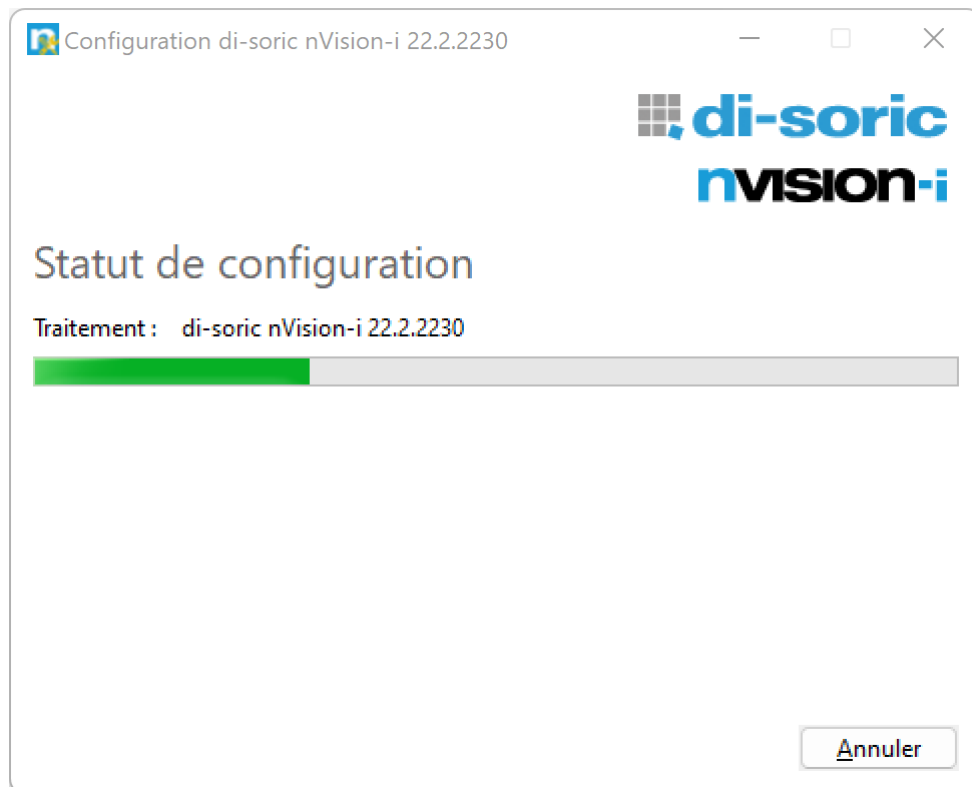 Configuration di-soric nVision-i 22.2.2230
di-soric
nvision-i
Statut de configuration
Traitement : di-soric nVision-i 22.2.2230
Annuler